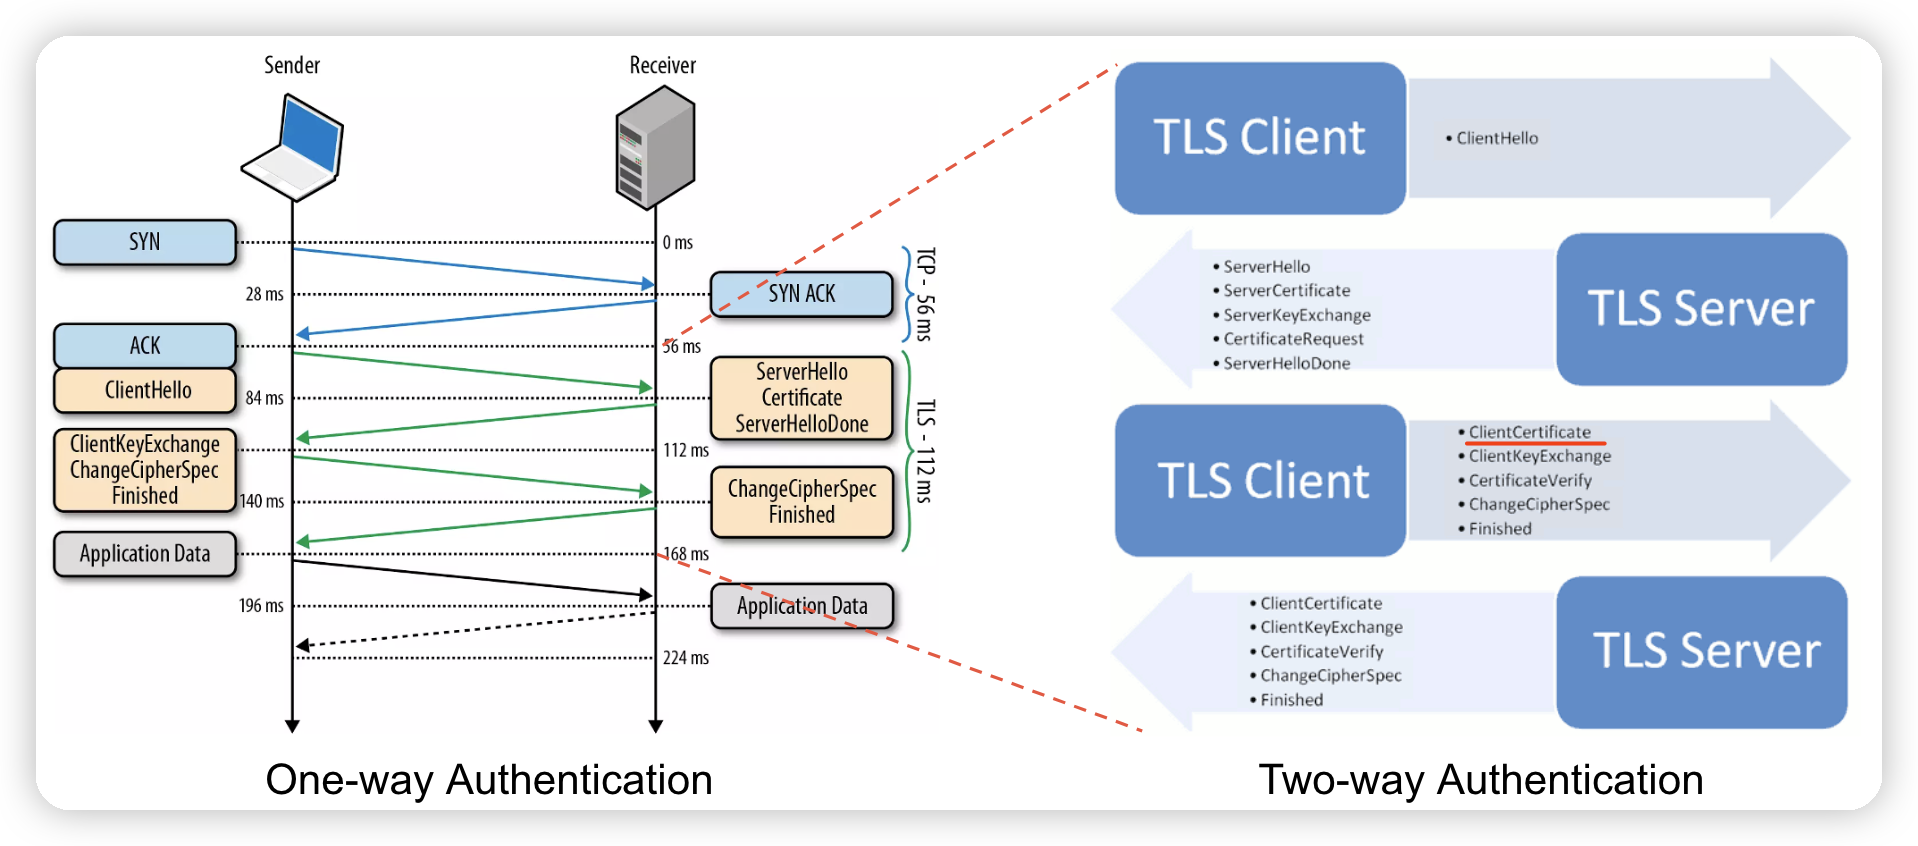 Sender
Receiver
SYN
0 ms
28 ms
SYN ACK
TCP - 56 ms
ACK
56 ms
ClientHello
84 ms
ServerHello
Certificate
ServerHelloDone
TLS - 112 ms
ClientKeyExchange
ChangeCipherSpec
Finished
112 ms
140 ms
ChangeCipherSpec
Finished
Application Data
168 ms
196 ms
Application Data
224 ms
One-way Authentication
TLS Client
• ClientHello
• ServerHello
• ServerCertificate
• ServerKeyExchange
• CertificateRequest
• ServerHelloDone
TLS Server
TLS Client
• ClientCertificate
• ClientKeyExchange
• CertificateVerify
• ChangeCipherSpec
• Finished
• ClientCertificate
• ClientKeyExchange
• CertificateVerify
• ChangeCipherSpec
• Finished
TLS Server
Two-way Authentication